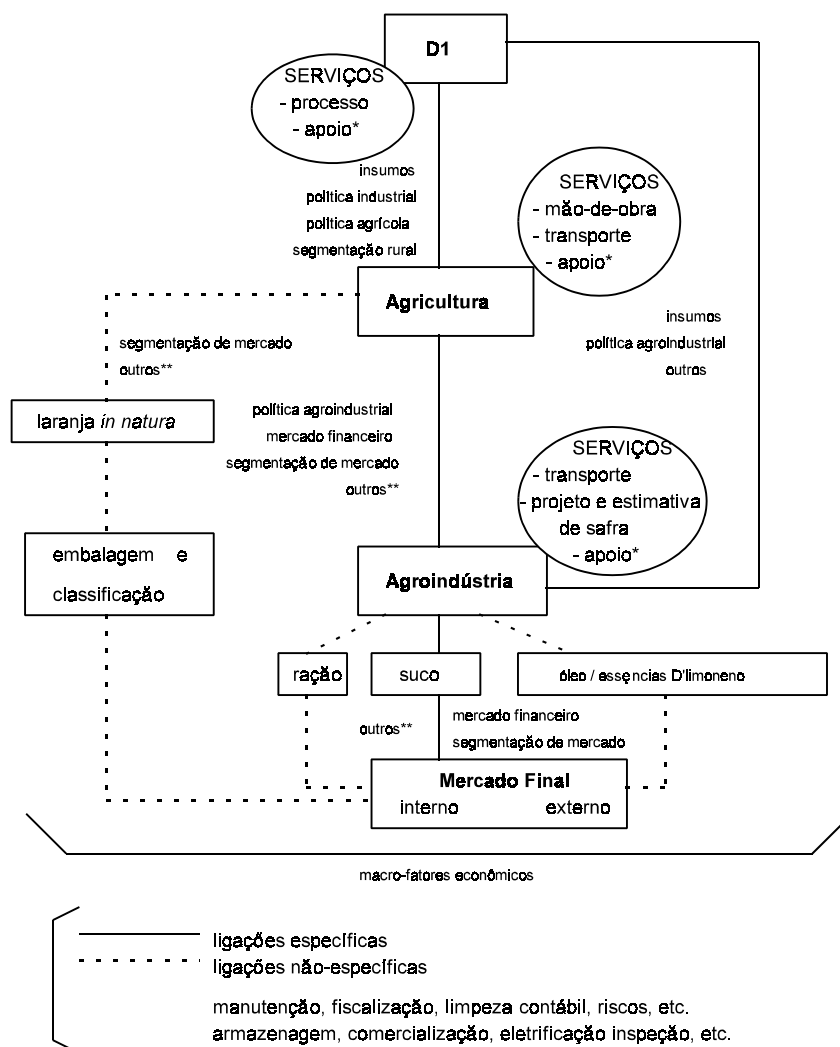 D1
SERVIÇOS
- processo
- apoio*
insumos
política industrial
política agrícola
segmentação rural
SERVIÇOS
- mão-de-obra
- transporte
- apoio*
Agricultura
insumos
política agroindustrial
outros
segmentação de mercado
outros**
laranja in natura
política agroindustrial
mercado financeiro
segmentação de mercado
outros**
SERVIÇOS
- transporte
- projeto e estimativa
de safra
- apoio*
embalagem e
classificação
Agroindústria
ração
suco
óleo / essências D'limoneno
outros**
mercado financeiro
segmentação de mercado
Mercado Final
interno externo
macro-fatores econômicos
ligações específicas
ligações não-específicas
manutenção, fiscalização, limpeza contábil, riscos, etc.
armazenagem, comercialização, eletrificação inspeção, etc.